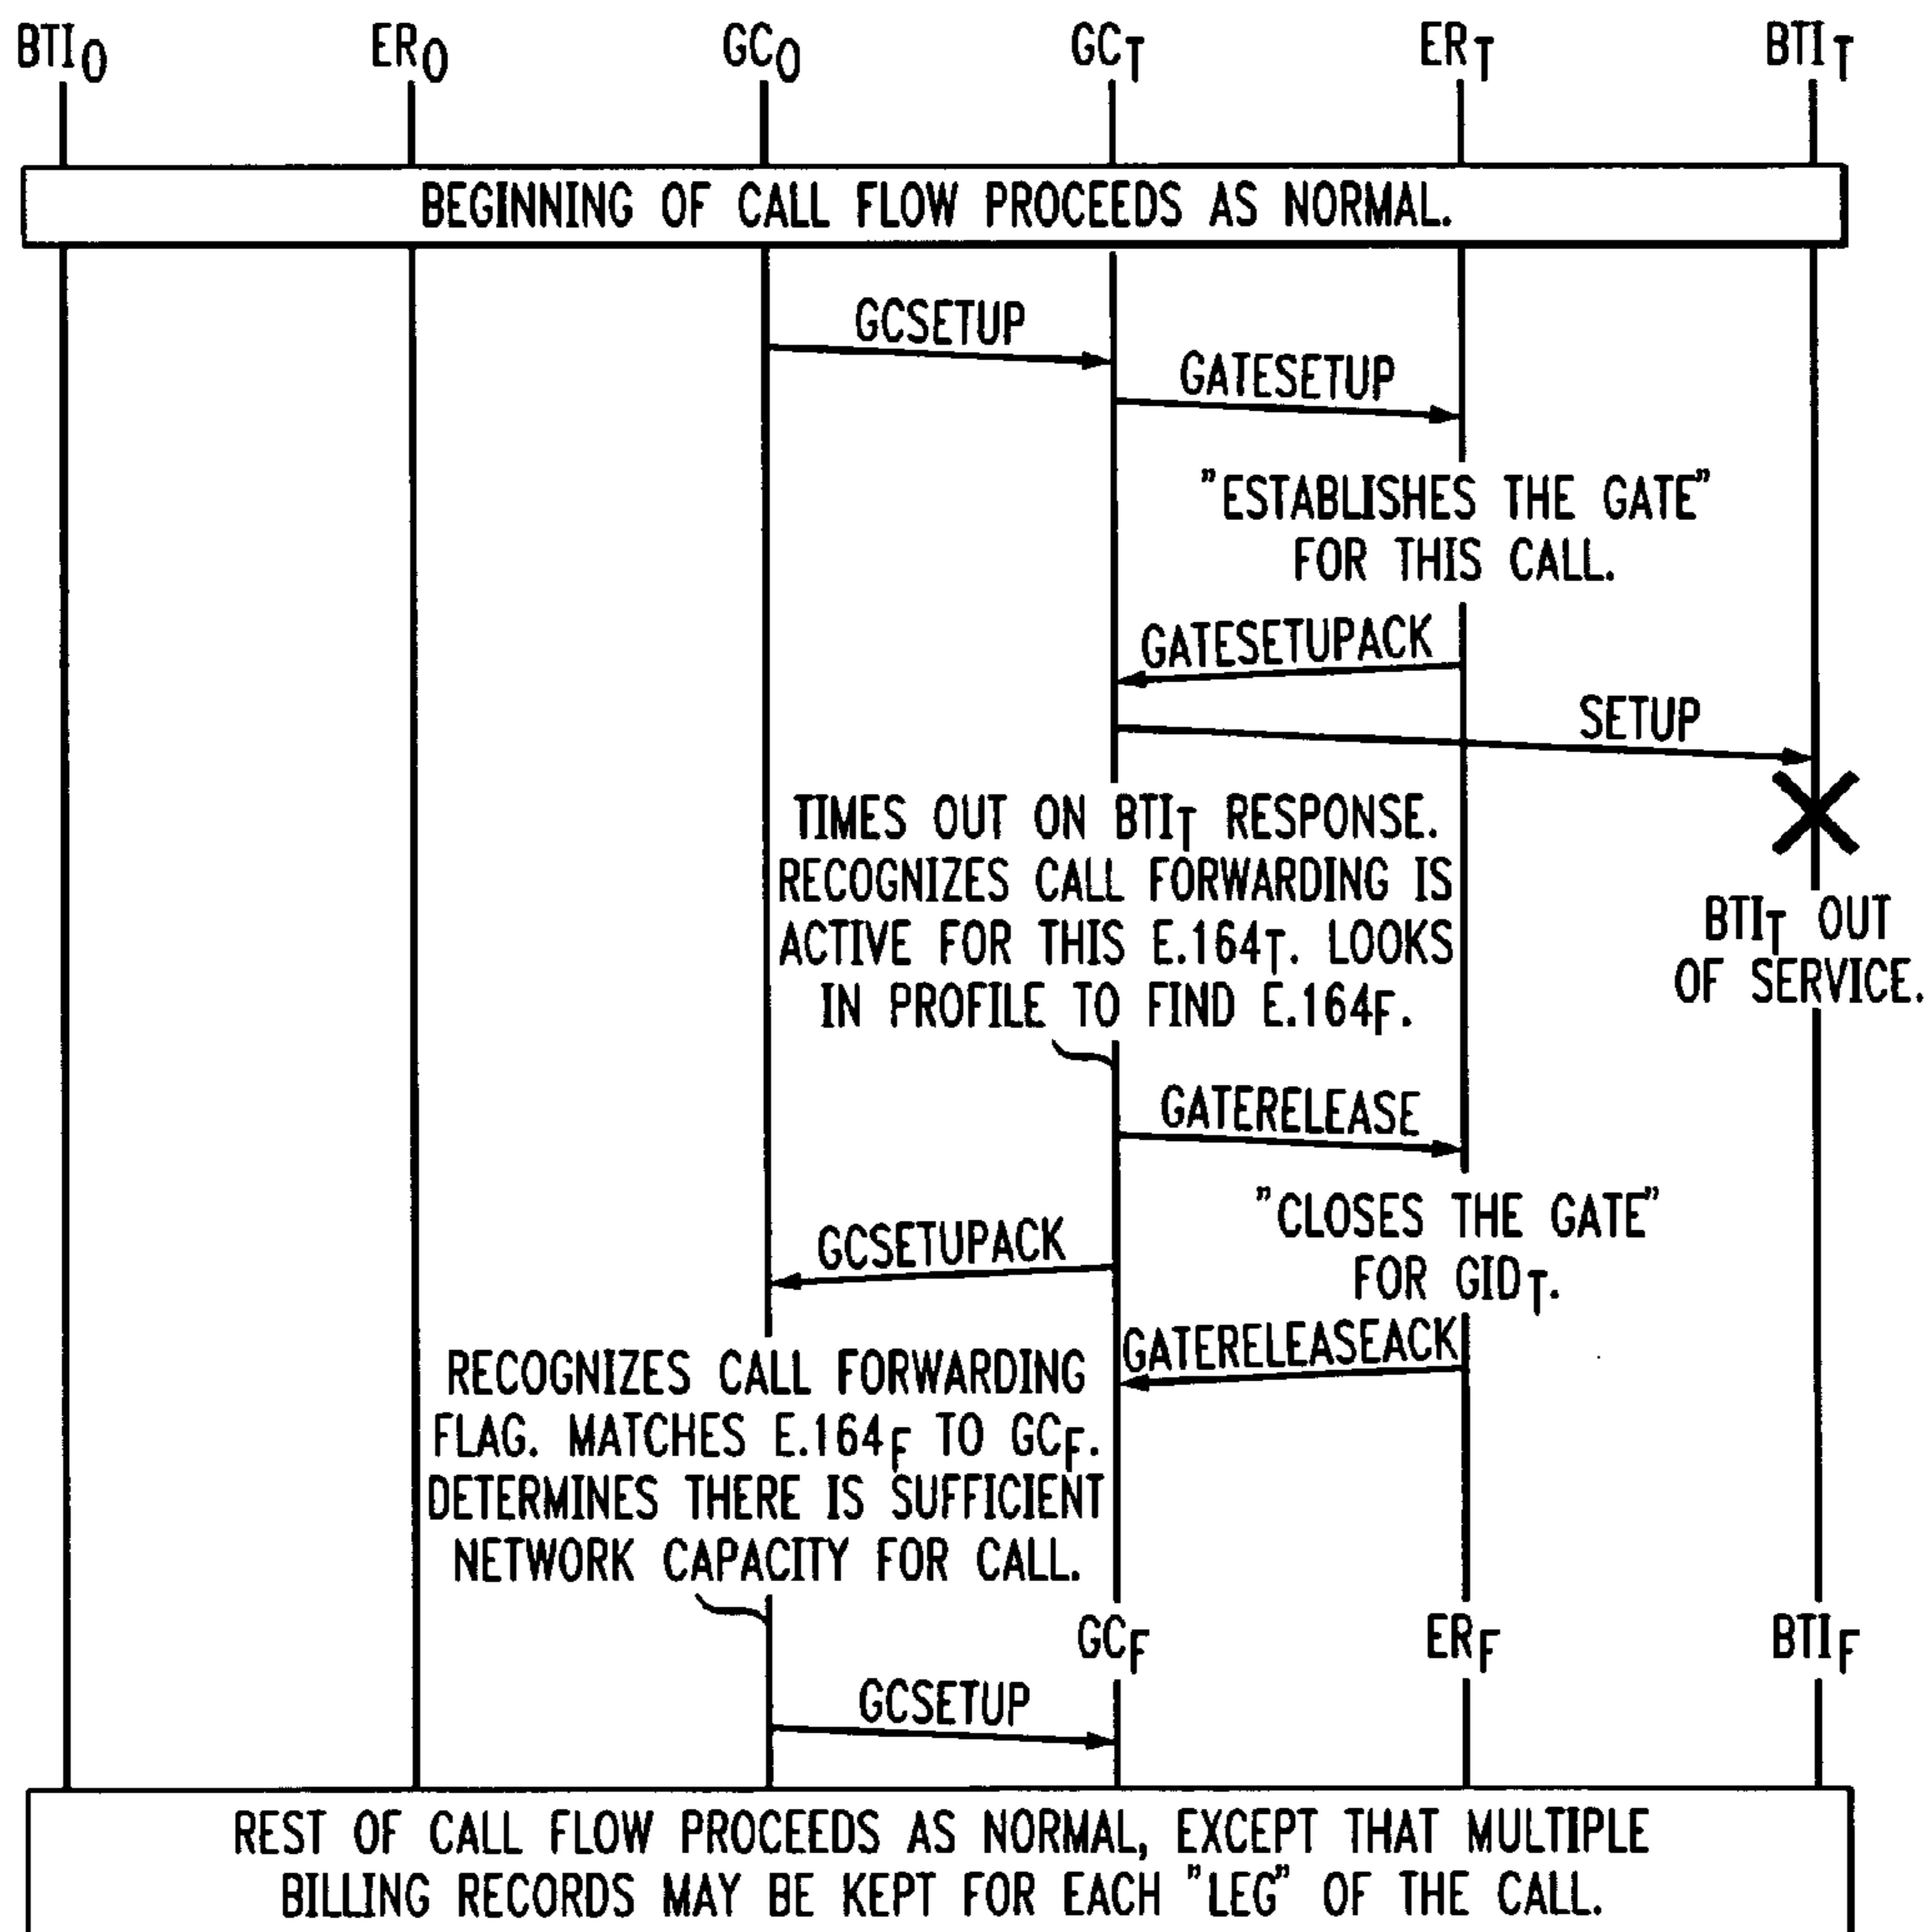 BTIO ERO GCO GCT ERT BTIT
BEGINNING OF CALL FLOW PROCEEDS AS NORMAL.
GCSETUP
GATESETUP
"ESTABLISHES THE GATE"
FOR THIS CALL.
GATESETUPACK
SETUP
TIMES OUT ON BTIT RESPONSE.
RECOGNIZES CALL FORWARDING IS
ACTIVE FOR THIS E.164T. LOOKS
IN PROFILE TO FIND E.164F.
BTIT OUT
OF SERVICE.
GATERELEASE
"CLOSES THE GATE"
FOR GIDT.
GCSETUPACK
GATERELEASEACK
RECOGNIZES CALL FORWARDING
FLAG. MATCHES E.164F TO GCF.
DETERMINES THERE IS SUFFICIENT
NETWORK CAPACITY FOR CALL.
GCF ERF BTIF
GCSETUP
REST OF CALL FLOW PROCEEDS AS NORMAL, EXCEPT THAT MULTIPLE
BILLING RECORDS MAY BE KEPT FOR EACH "LEG" OF THE CALL.